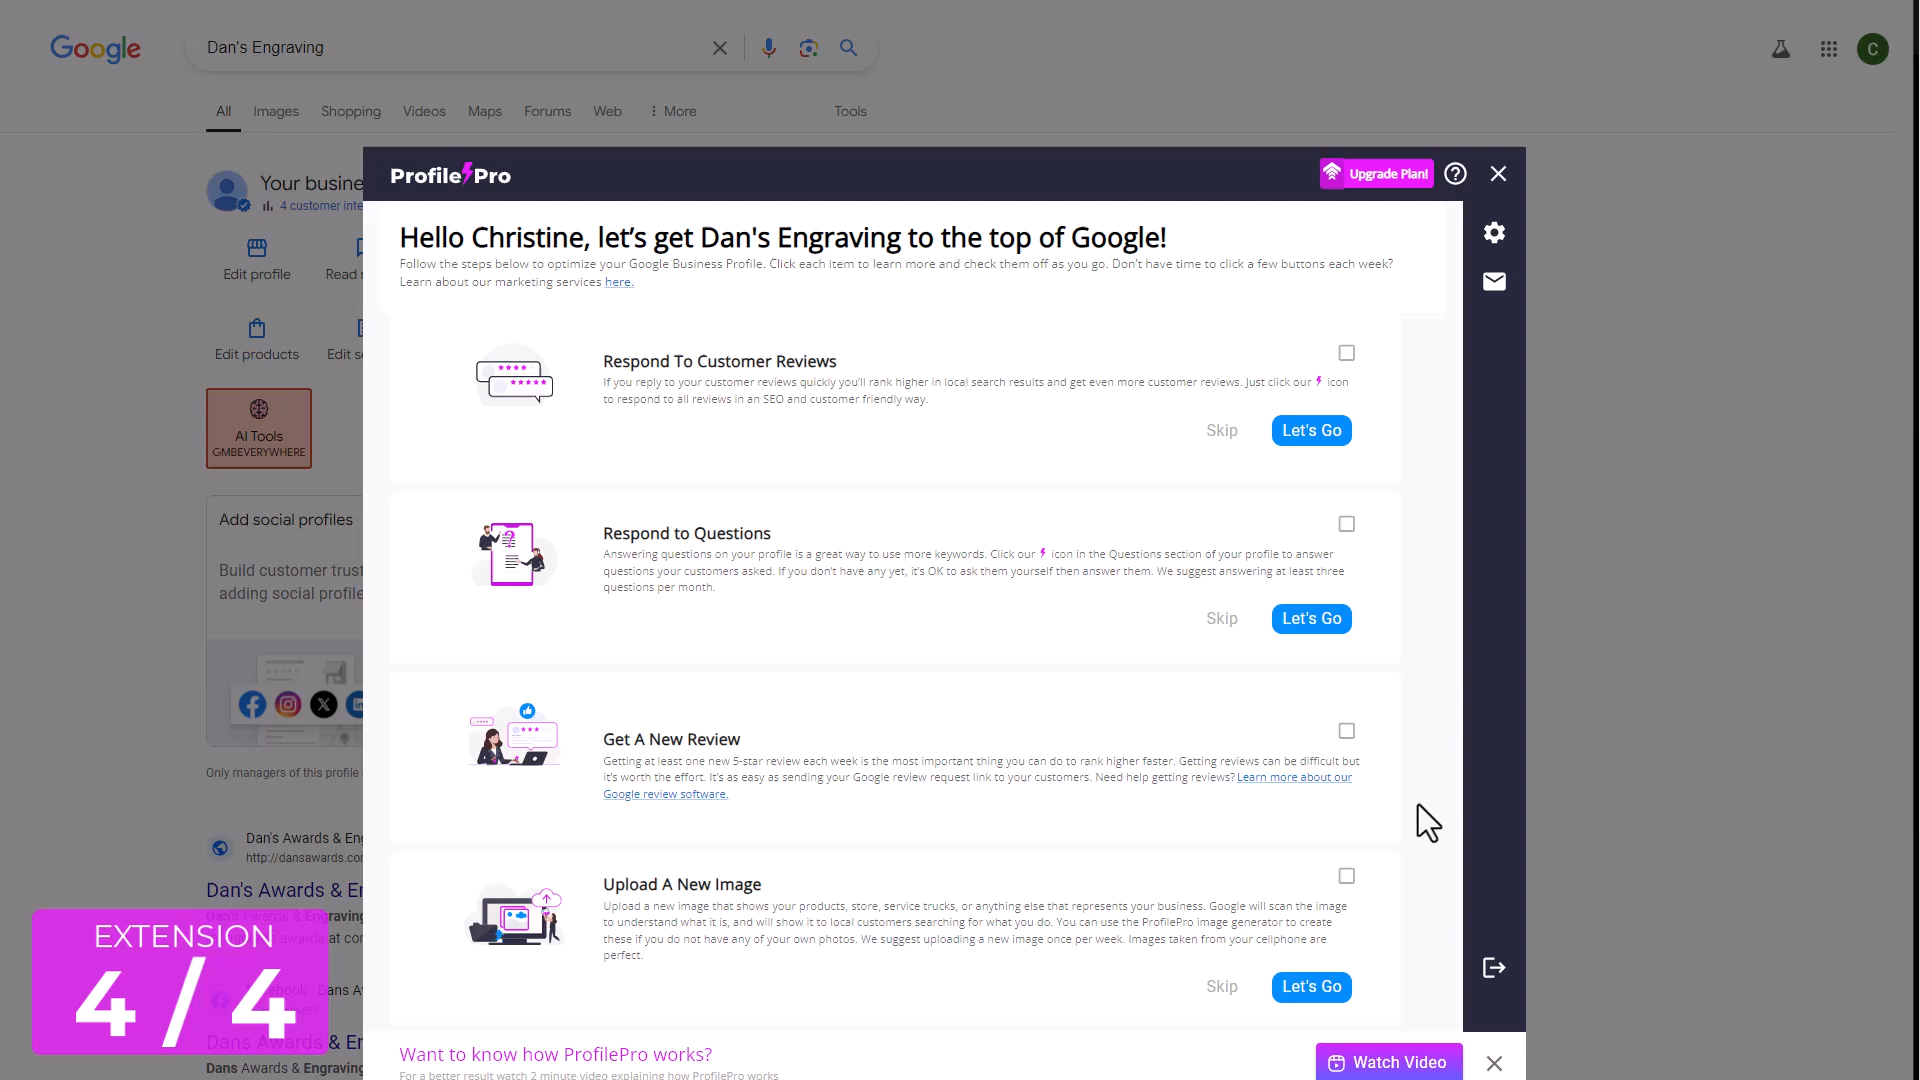 Google
Dan's Engraving
C
All
Images
Shopping
Videos
Maps
Forums
Web
More
Tools
Your busine
4 customer inte
Edit profile
Read
Edit products
Edit s
AI Tools
GMBEVERYWHERE
Add social profiles
Build customer trust
adding social profile
Only managers of this profile
Dan's Awards & Eng
http://dansawards.co
Dan's Awards & E
Dan's Awards & Engraving
awards at co
Facebook Dans A
Dans Awards & E
Dans Awards & Engraving
EXTENSION
4 / 4
Profile Pro
Upgrade Plan!
Hello Christine, let's get Dan's Engraving to the top of Google!
Follow the steps below to optimize your Google Business Profile. Click each item to learn more and check them off as you go. Don't have time to click a few buttons each week?
Learn about our marketing services here.
Respond To Customer Reviews
If you reply to your customer reviews quickly you'll rank higher in local search results and get even more customer reviews. Just click our icon
to respond to all reviews in an SEO and customer friendly way.
Skip
Let's Go
Respond to Questions
Answering questions on your profile is a great way to use more keywords. Click our icon in the Questions section of your profile to answer
questions your customers asked. If you don't have any yet, it's OK to ask them yourself then answer them. We suggest answering at least three
questions per month.
Skip
Let's Go
Get A New Review
Getting at least one new 5-star review each week is the most important thing you can do to rank higher faster. Getting reviews can be difficult but
it's worth the effort. It's as easy as sending your Google review request link to your customers. Need help getting reviews? Learn more about our
Google review software.
Upload A New Image
Upload a new image that shows your products, store, service trucks, or anything else that represents your business. Google will scan the image
to understand what it is, and will show it to local customers searching for what you do. You can use the ProfilePro image generator to create
these if you do not have any of your own photos. We suggest uploading a new image once per week. Images taken from your cellphone are
perfect.
Skip
Let's Go
Want to know how ProfilePro works?
For a better result watch 2 minute video explaining how ProfilePro works
Watch Video